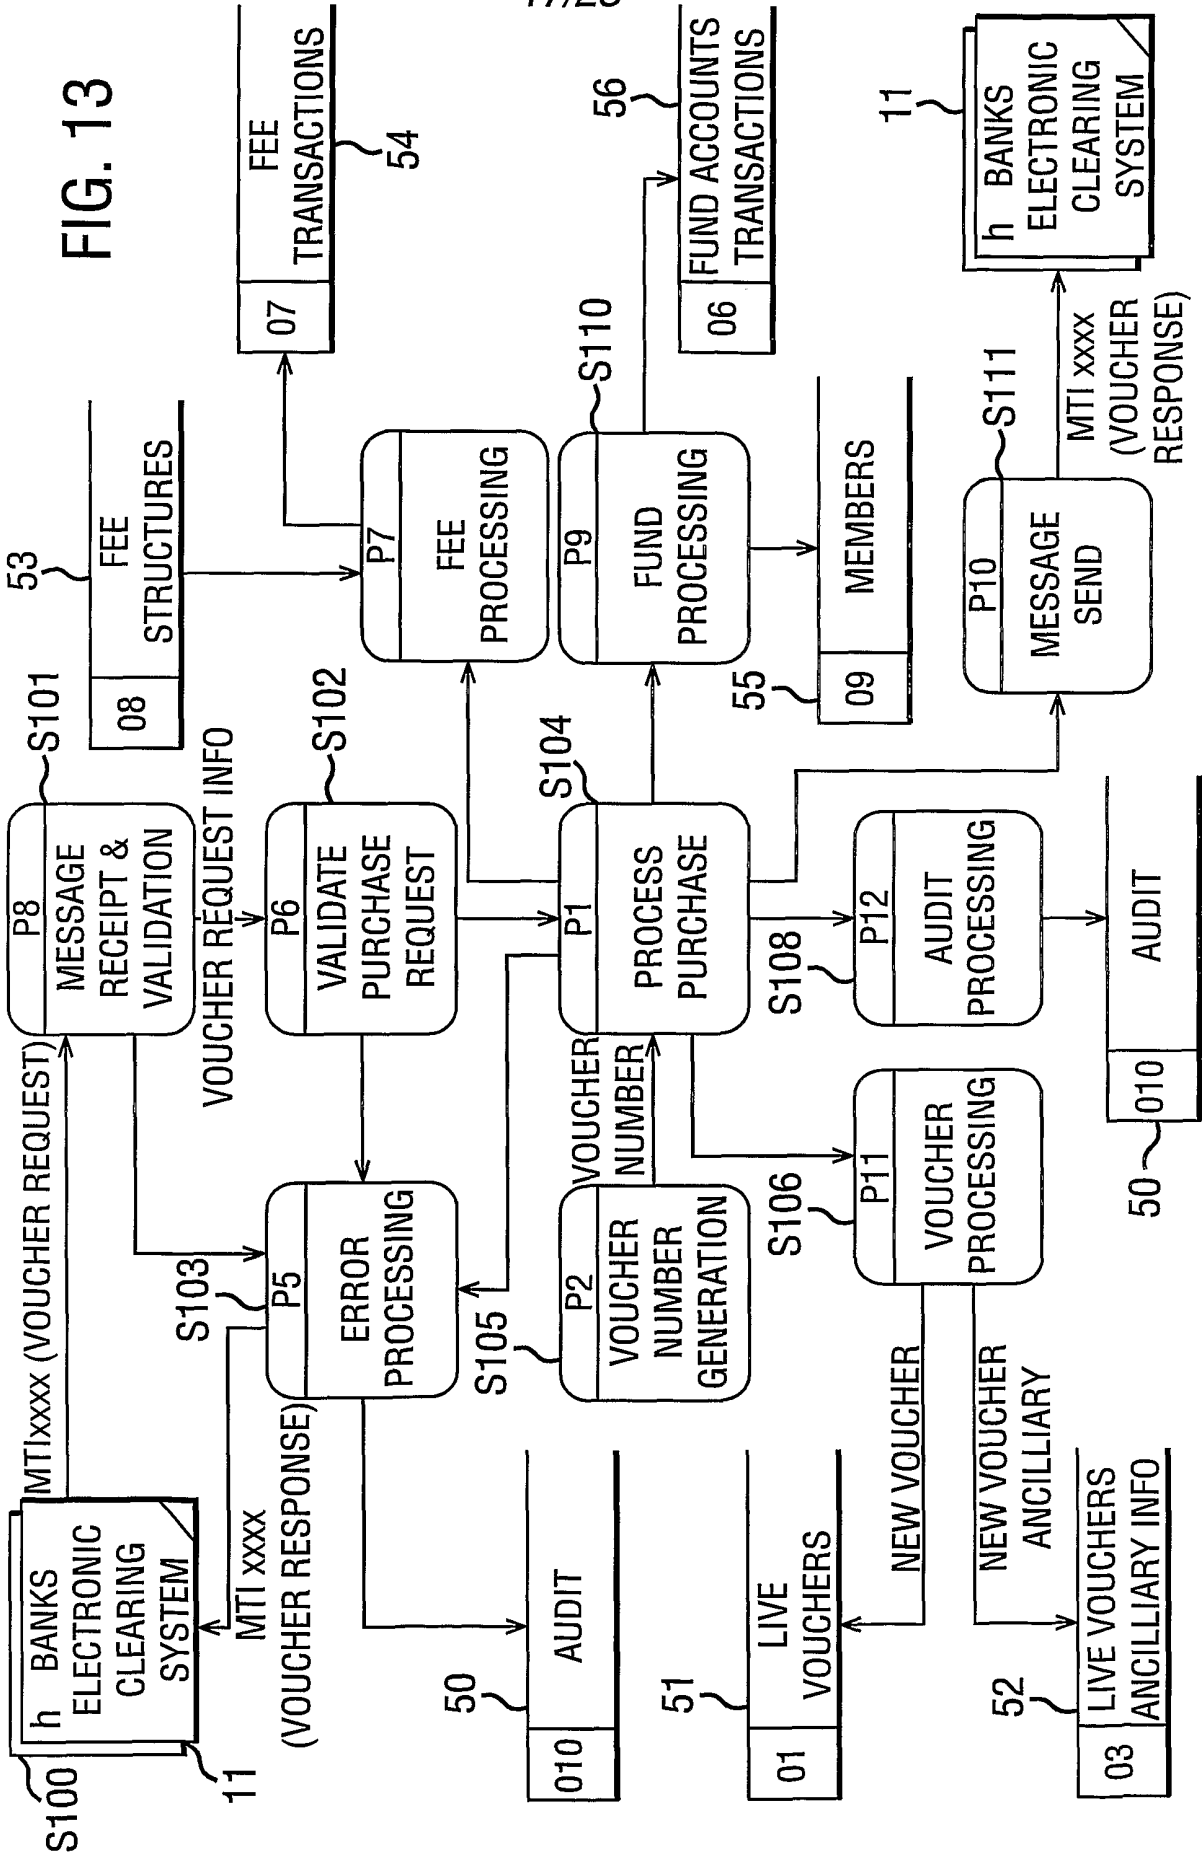 17/23
FIG. 13
S100
h BANKS
ELECTRONIC
CLEARING
SYSTEM
11
MTIxxxx (VOUCHER REQUEST)
P8
MESSAGE
RECEIPT &
VALIDATION
S101
53
08
FEE
STRUCTURES
07
FEE
TRANSACTIONS
54
VOUCHER REQUEST INFO
MTI xxxx
(VOUCHER RESPONSE)
S103
P5
ERROR
PROCESSING
P6
VALIDATE
PURCHASE
REQUEST
S102
P7
FEE
PROCESSING
50
010
AUDIT
S105
P2
VOUCHER
NUMBER
GENERATION
VOUCHER
NUMBER
P1
PROCESS
PURCHASE
S104
P9
FUND
PROCESSING
S110
56
06
FUND ACCOUNTS
TRANSACTIONS
51
01
LIVE
VOUCHERS
55
09
MEMBERS
NEW VOUCHER
NEW VOUCHER
ANCILLIARY
S106
P11
VOUCHER
PROCESSING
S108
P12
AUDIT
PROCESSING
P10
MESSAGE
SEND
S111
MTI xxxx
(VOUCHER
RESPONSE)
11
h BANKS
ELECTRONIC
CLEARING
SYSTEM
52
03
LIVE VOUCHERS
ANCILLIARY INFO
50
010
AUDIT